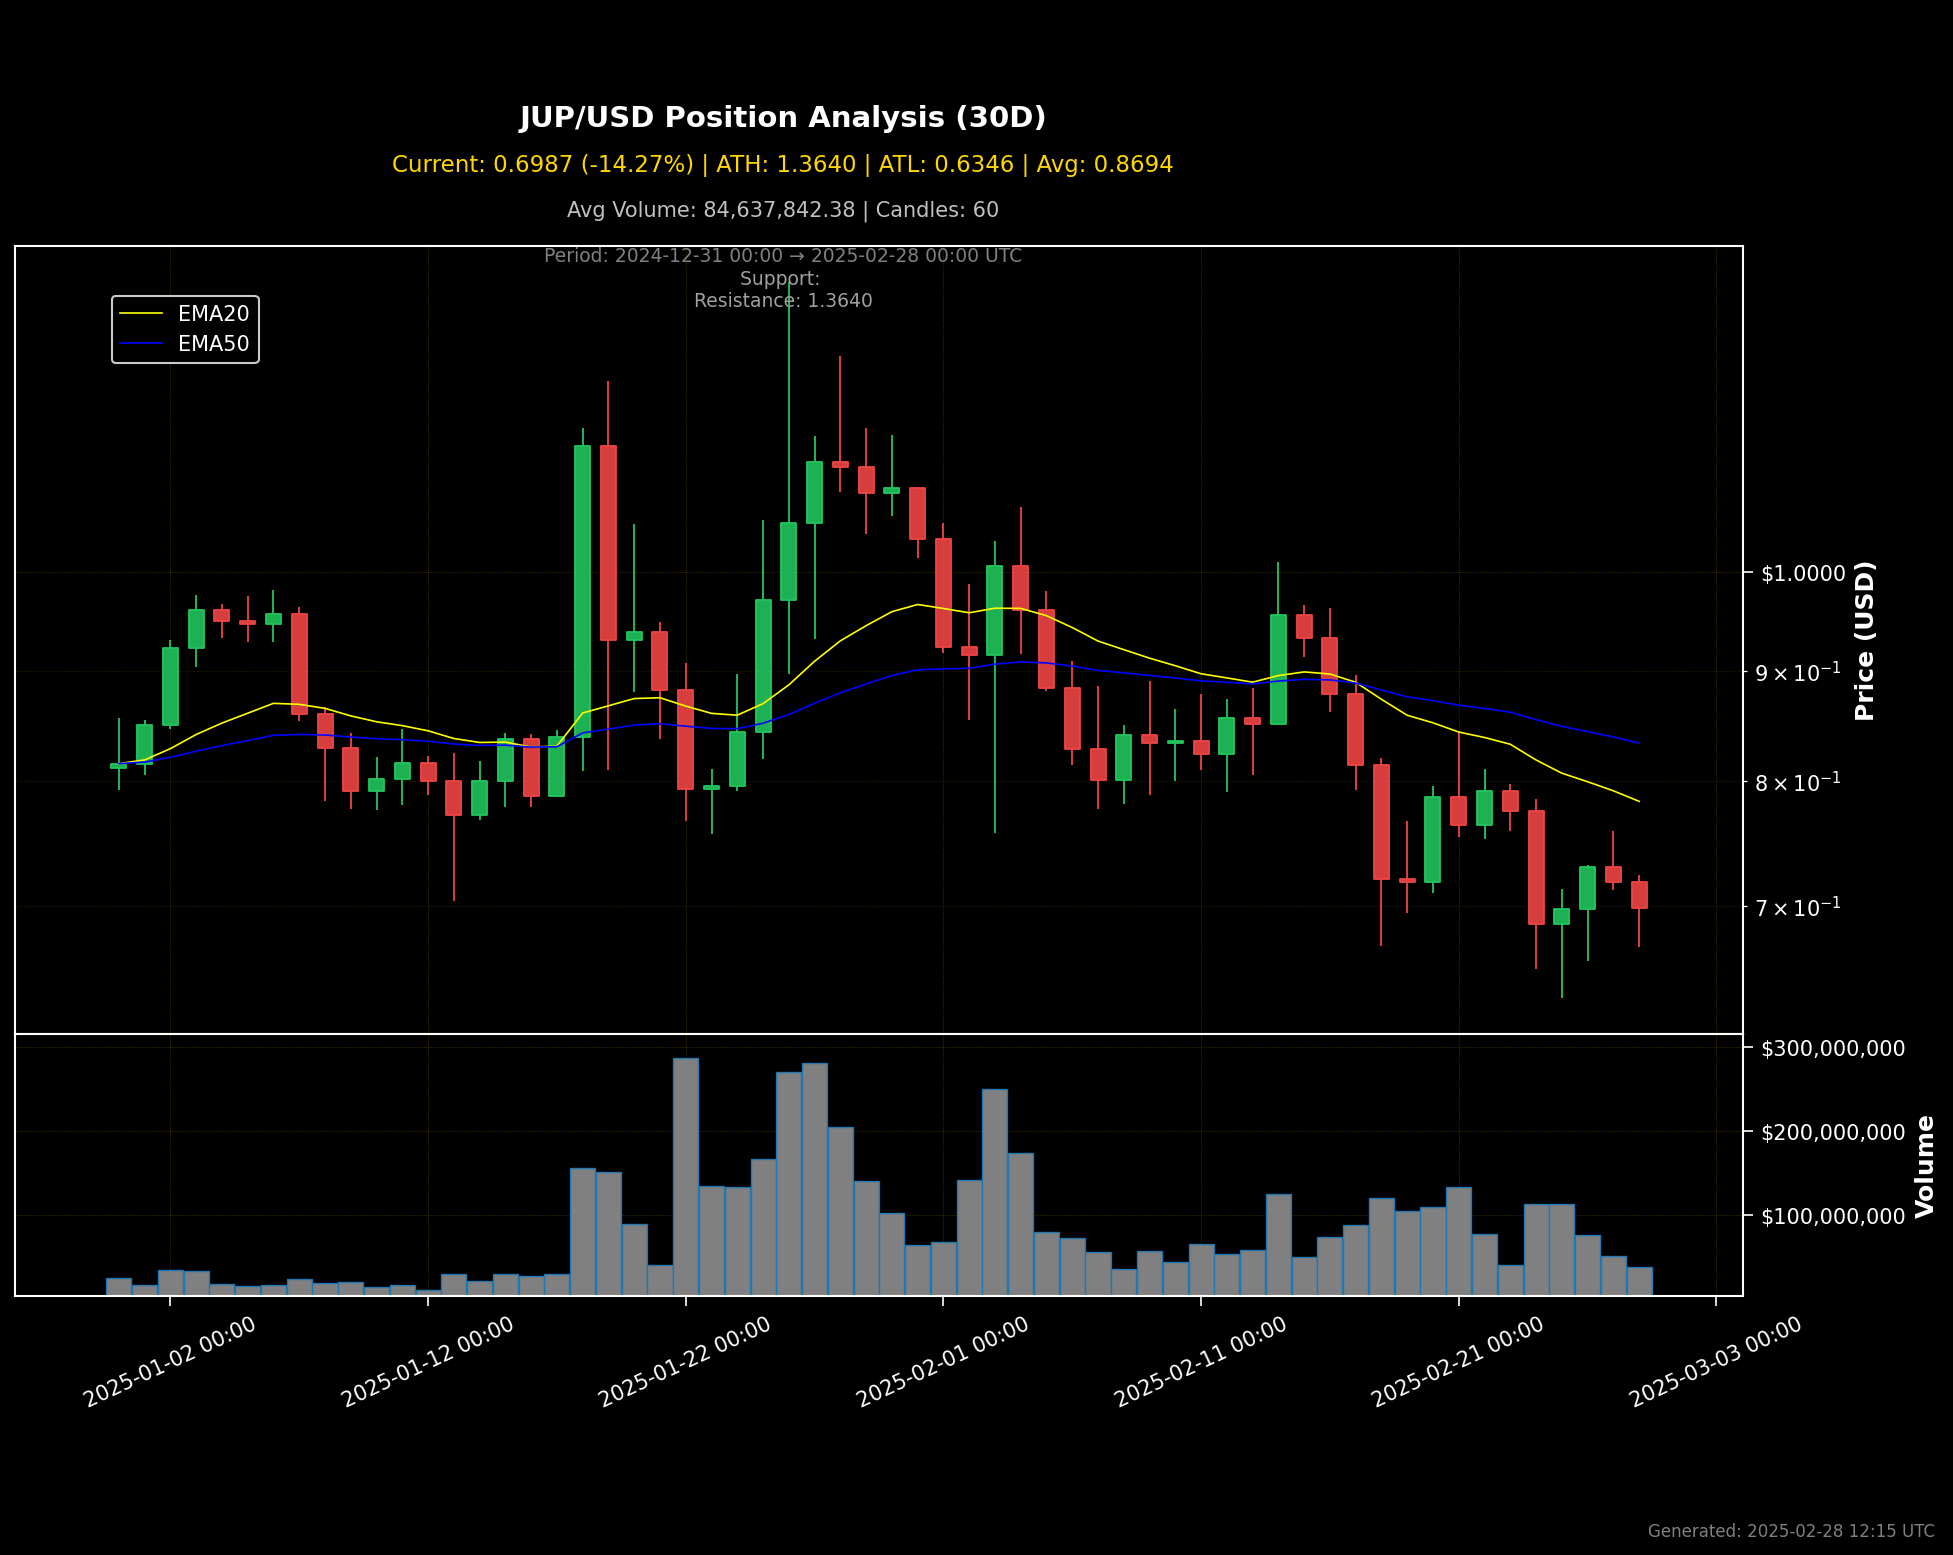 JUP/USD Position Analysis (30D)
Current: 0.6987 (-14.27%) | ATH: 1.3640 | ATL: 0.6346 | Avg: 0.8694
Avg Volume: 84,637,842.38 | Candles: 60
Period: 2024-12-31 00:00 → 2025-02-28 00:00 UTC
Support:
Resistance: 1.3640
EMA20
EMA50
$1.0000
9 × 10⁻¹
8 × 10⁻¹
7 × 10⁻¹
Price (USD)
$300,000,000
$200,000,000
$100,000,000
Volume
2025-01-02 00:00
2025-01-12 00:00
2025-01-22 00:00
2025-02-01 00:00
2025-02-11 00:00
2025-02-21 00:00
2025-03-03 00:00
Generated: 2025-02-28 12:15 UTC